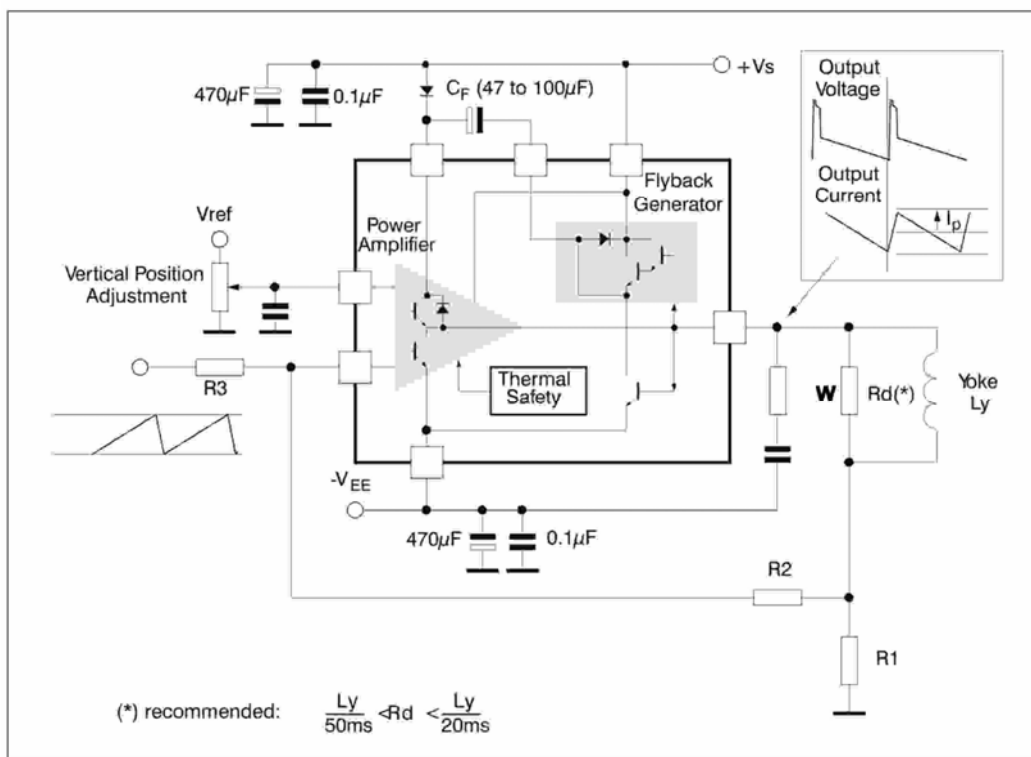 +Vs
470µF
0.1µF
CF (47 to 100µF)
Output
Voltage
Output
Current
Ip
Flyback
Generator
Power
Amplifier
Vref
Vertical Position
Adjustment
R3
Thermal
Safety
W
Rd(*)
Yoke
Ly
-VEE
470µF
0.1µF
R2
R1
(*) recommended:
Ly
50ms
<Rd <
Ly
20ms